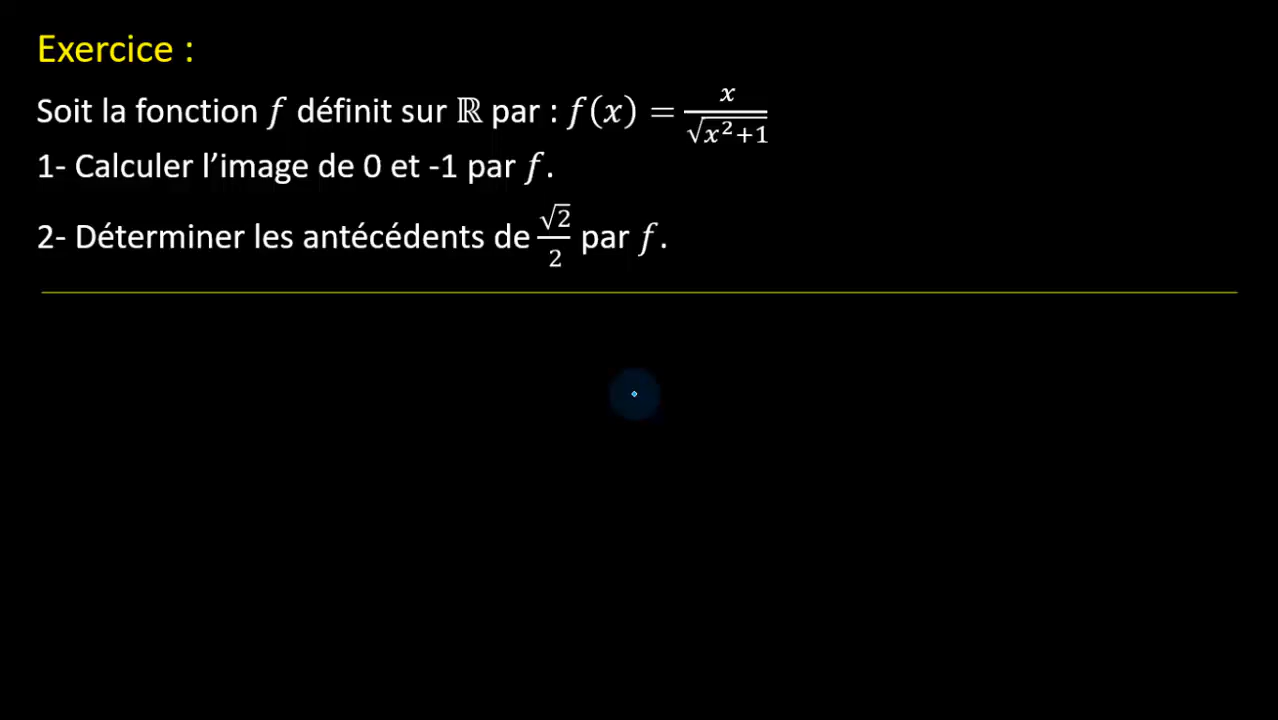 Exercice :
Soit la fonction f définit sur ℝ par : f(x) = x/√(x²+1)
1- Calculer l’image de 0 et -1 par f.
2- Déterminer les antécédents de √2/2 par f.